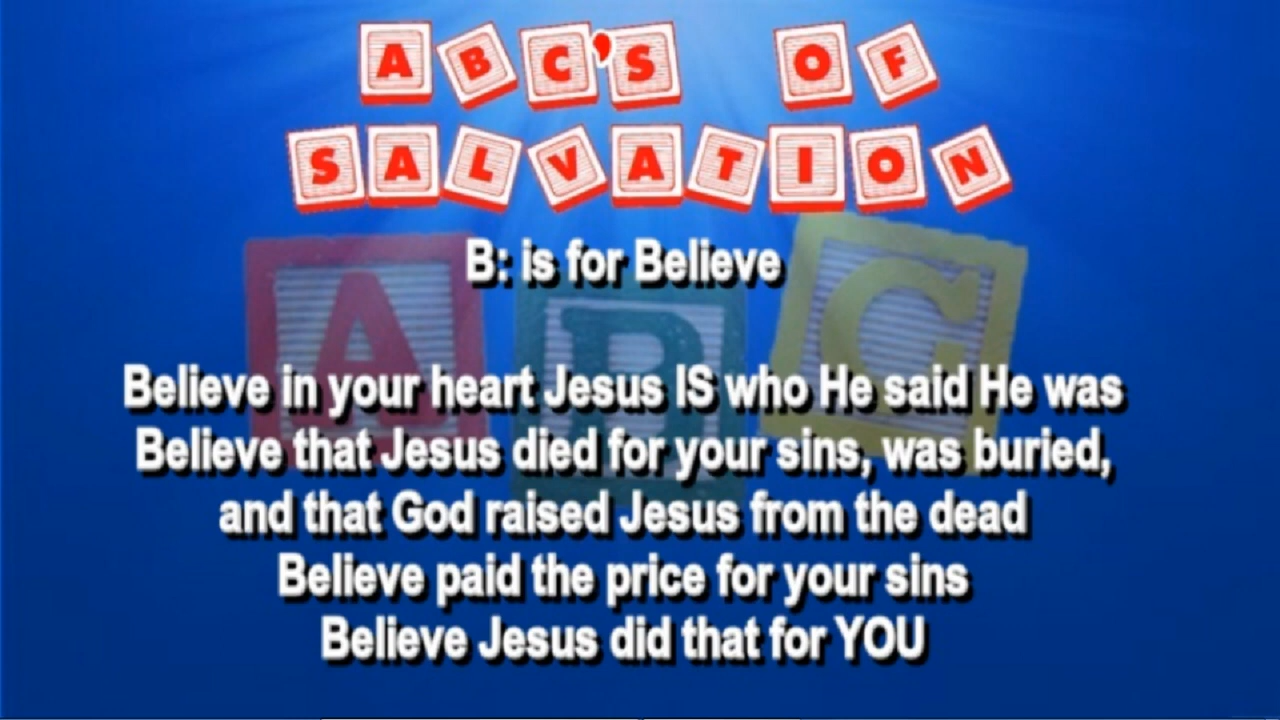 ABC'S OF
SALVATION
B: is for Believe
A B C
Believe in your heart Jesus IS who He said He was
Believe that Jesus died for your sins, was buried,
and that God raised Jesus from the dead
Believe paid the price for your sins
Believe Jesus did that for YOU